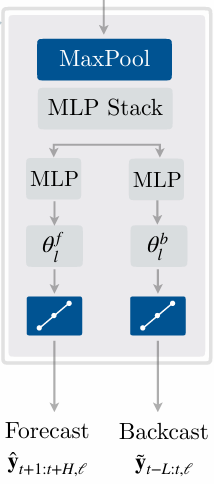 MaxPool
MLP Stack
MLP MLP
θ_l^f θ_l^b
Forecast Backcast
ŷ_{t+1:t+H,ℓ} ỹ_{t−L:t,ℓ}